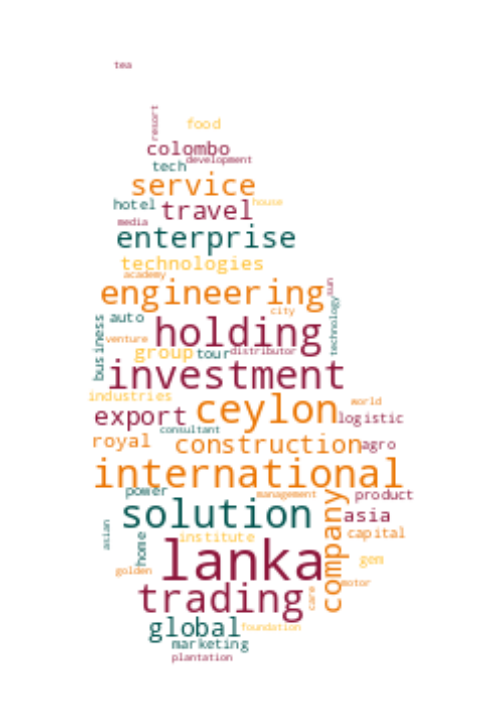 tea
resort
food
colombo
development
tech
service
hotel
travel
house
media
enterprise
technologies
academy
engineering
sun
city
auto
business
holding
technology
venture
group
tour
distributor
investment
industries
ceylon
world
export
logistic
consultant
royal
construction
agro
international
power
management
product
solution
company
asia
asian
home
institute
capital
lanka
gem
golden
motor
trading
care
global
foundation
marketing
plantation